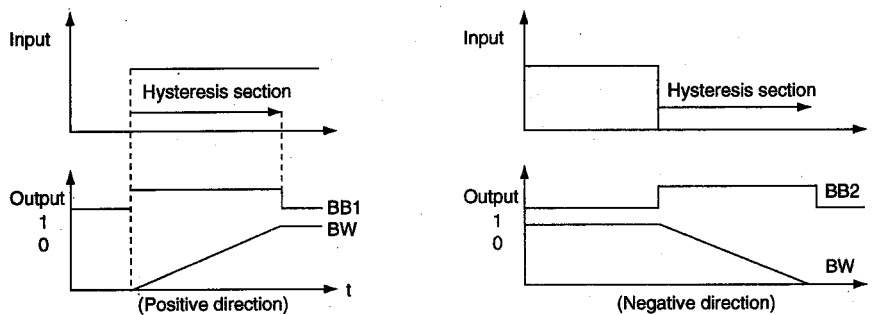 Input
Hysteresis section
Output
1
0
BB1
BW
t
(Positive direction)
Input
Hysteresis section
Output
1
0
BB2
BW
(Negative direction)